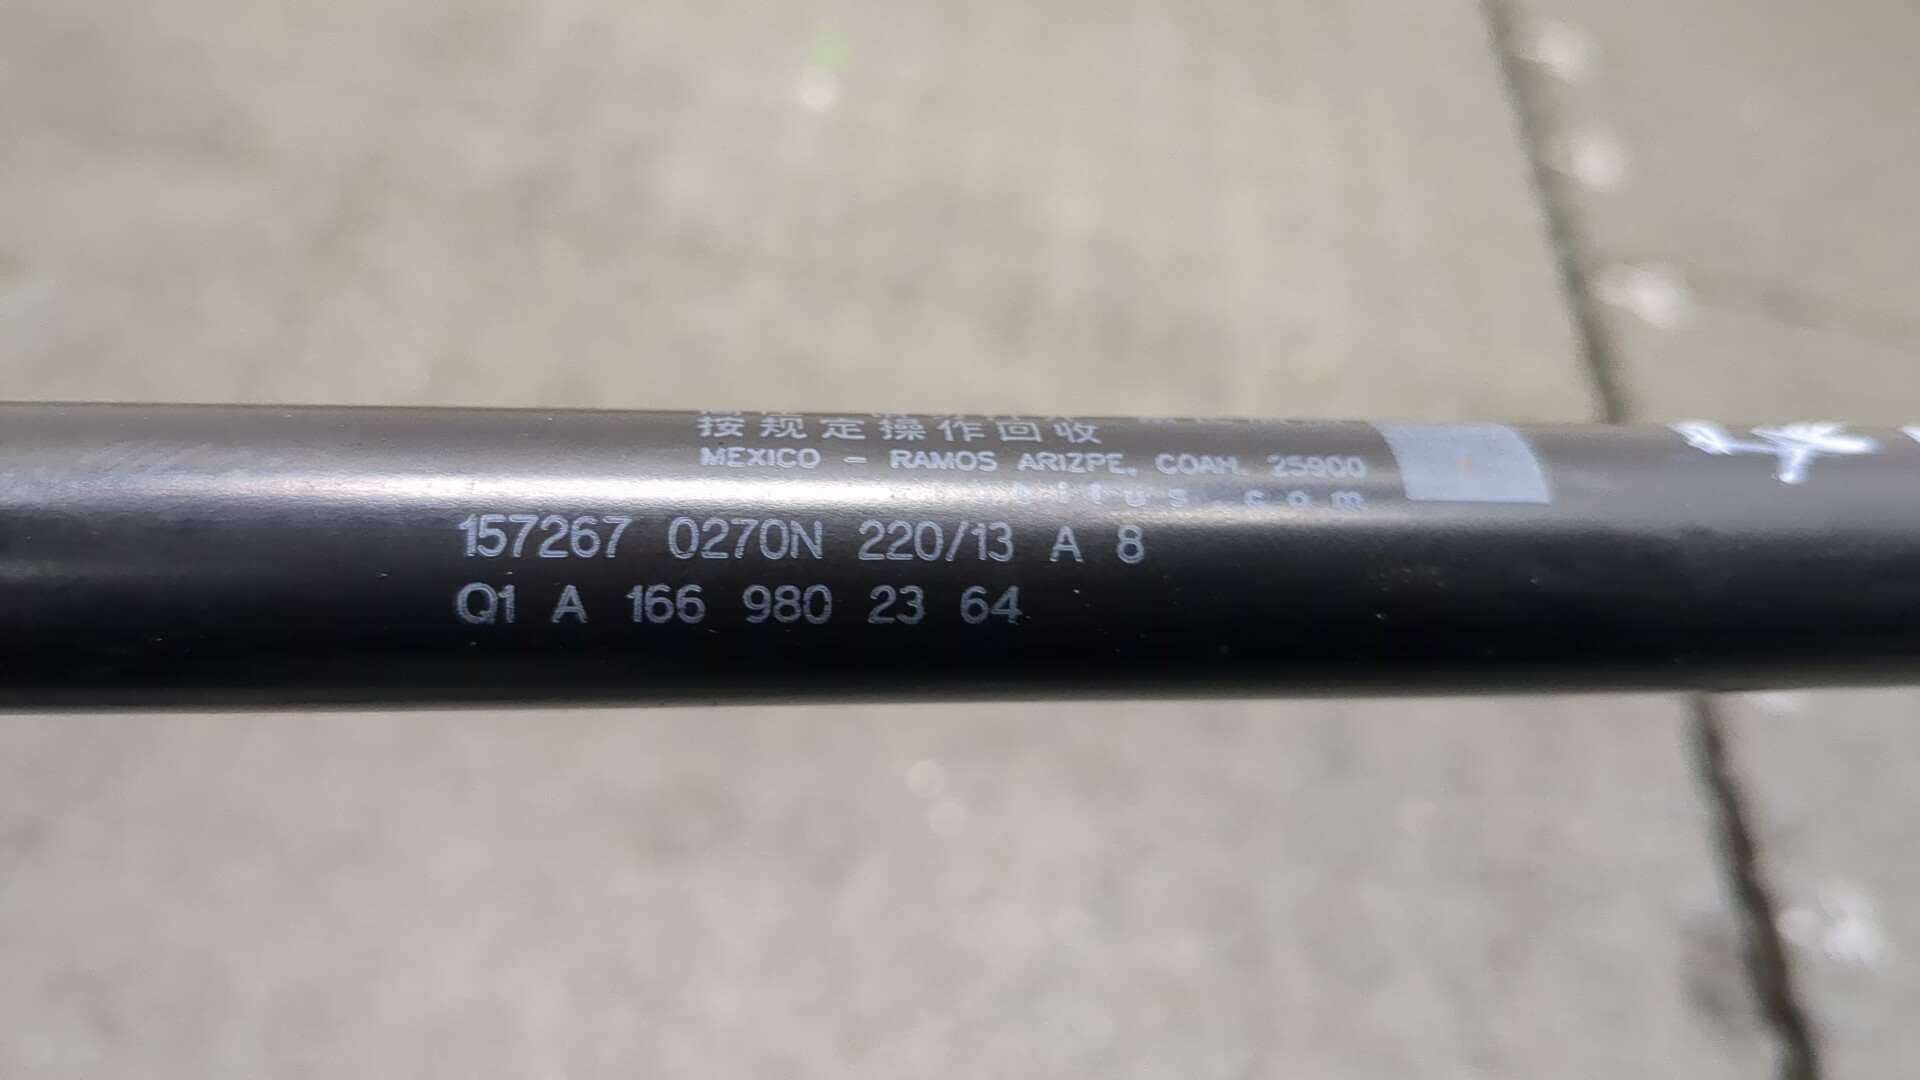 按规定操作回收
MEXICO - RAMOS ARIZPE, COAH. 25900
157267 0270N 220/13 A 8
Q1 A 166 980 23 64